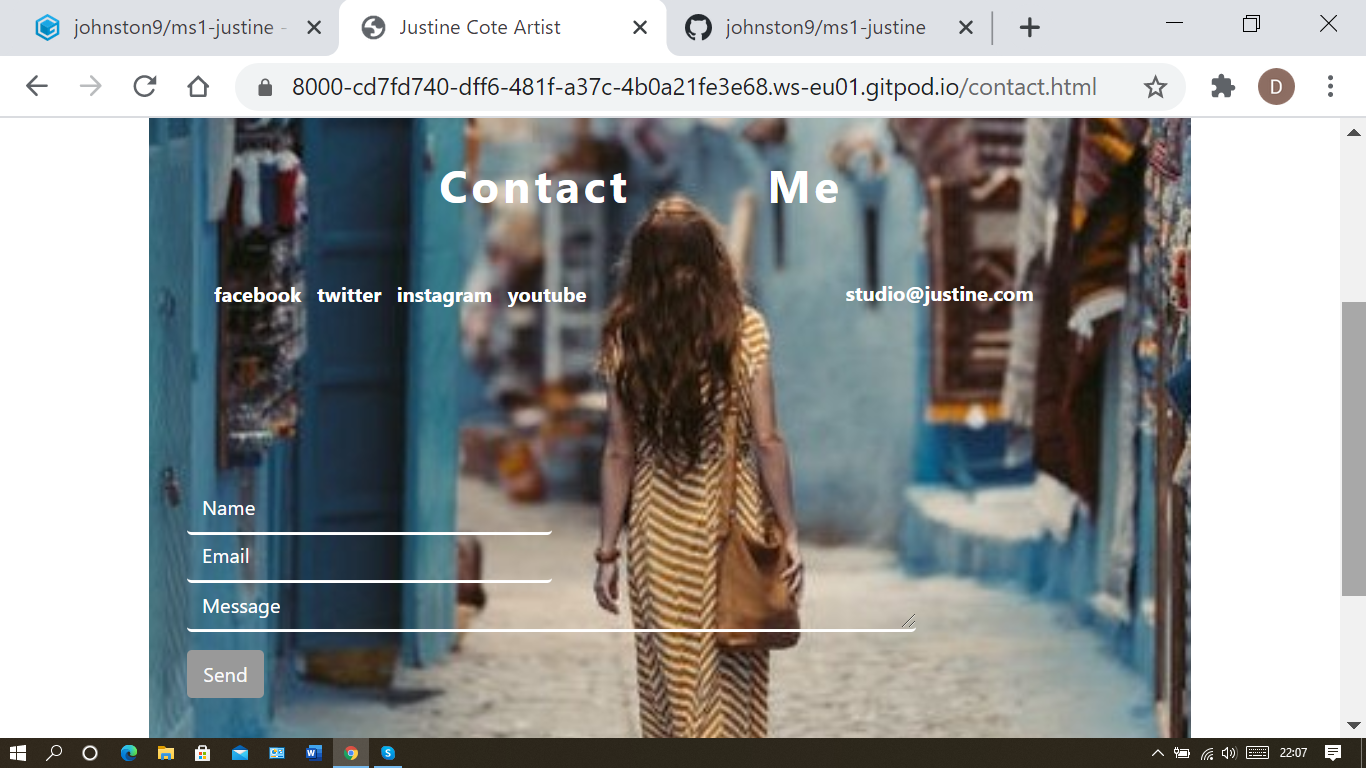 johnston9/ms1-justine -
Justine Cote Artist
johnston9/ms1-justine
8000-cd7fd740-dff6-481f-a37c-4b0a21fe3e68.ws-eu01.gitpod.io/contact.html
D
Contact Me
facebook twitter instagram youtube studio@justine.com
Name
Email
Message
Send
22:07